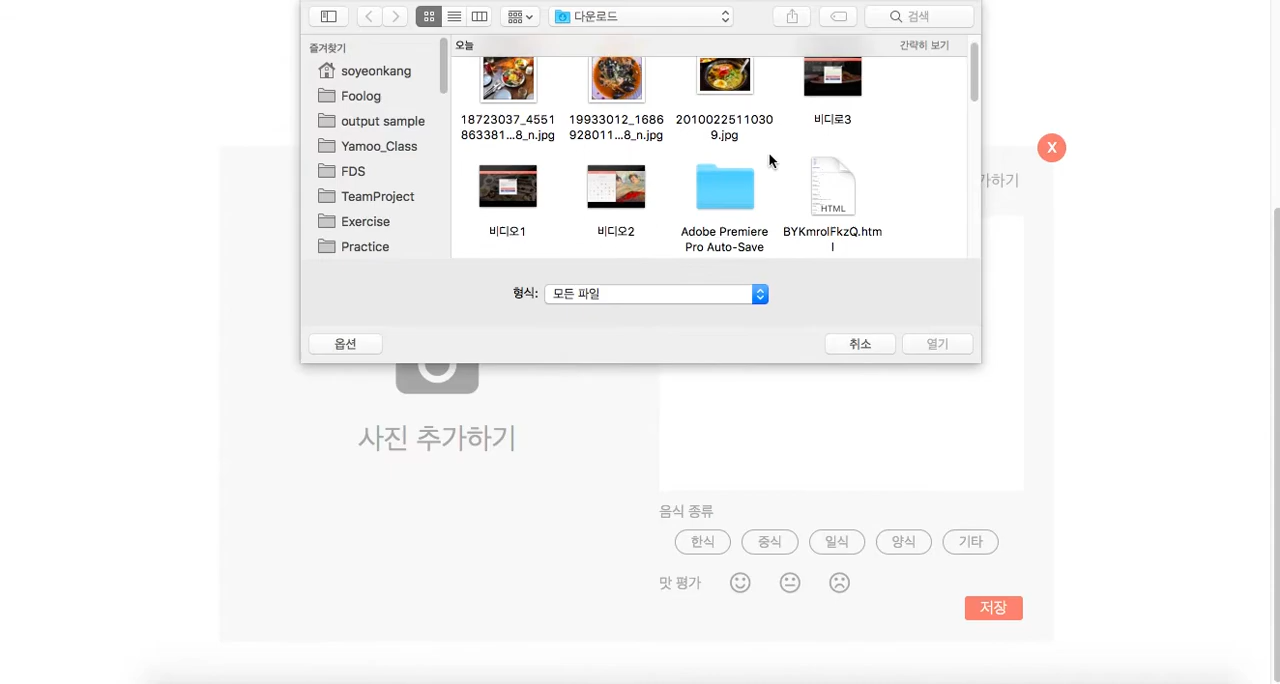 다운로드
검색
즐겨찾기
오늘
간략히 보기
soyeonkang
Foolog
output sample
Yamoo_Class
FDS
TeamProject
Exercise
Practice
18723037_4551
863381...8_n.jpg
19933012_1686
928011...8_n.jpg
2010022511030
9.jpg
비디로3
비디오1
비디오2
Adobe Premiere
Pro Auto-Save
HTML
BYKmrolFkzQ.htm
l
형식:
모든 파일
옵션
취소
열기
X
가하기
사진 추가하기
음식 종류
한식
중식
일식
양식
기타
맛 평가
저장